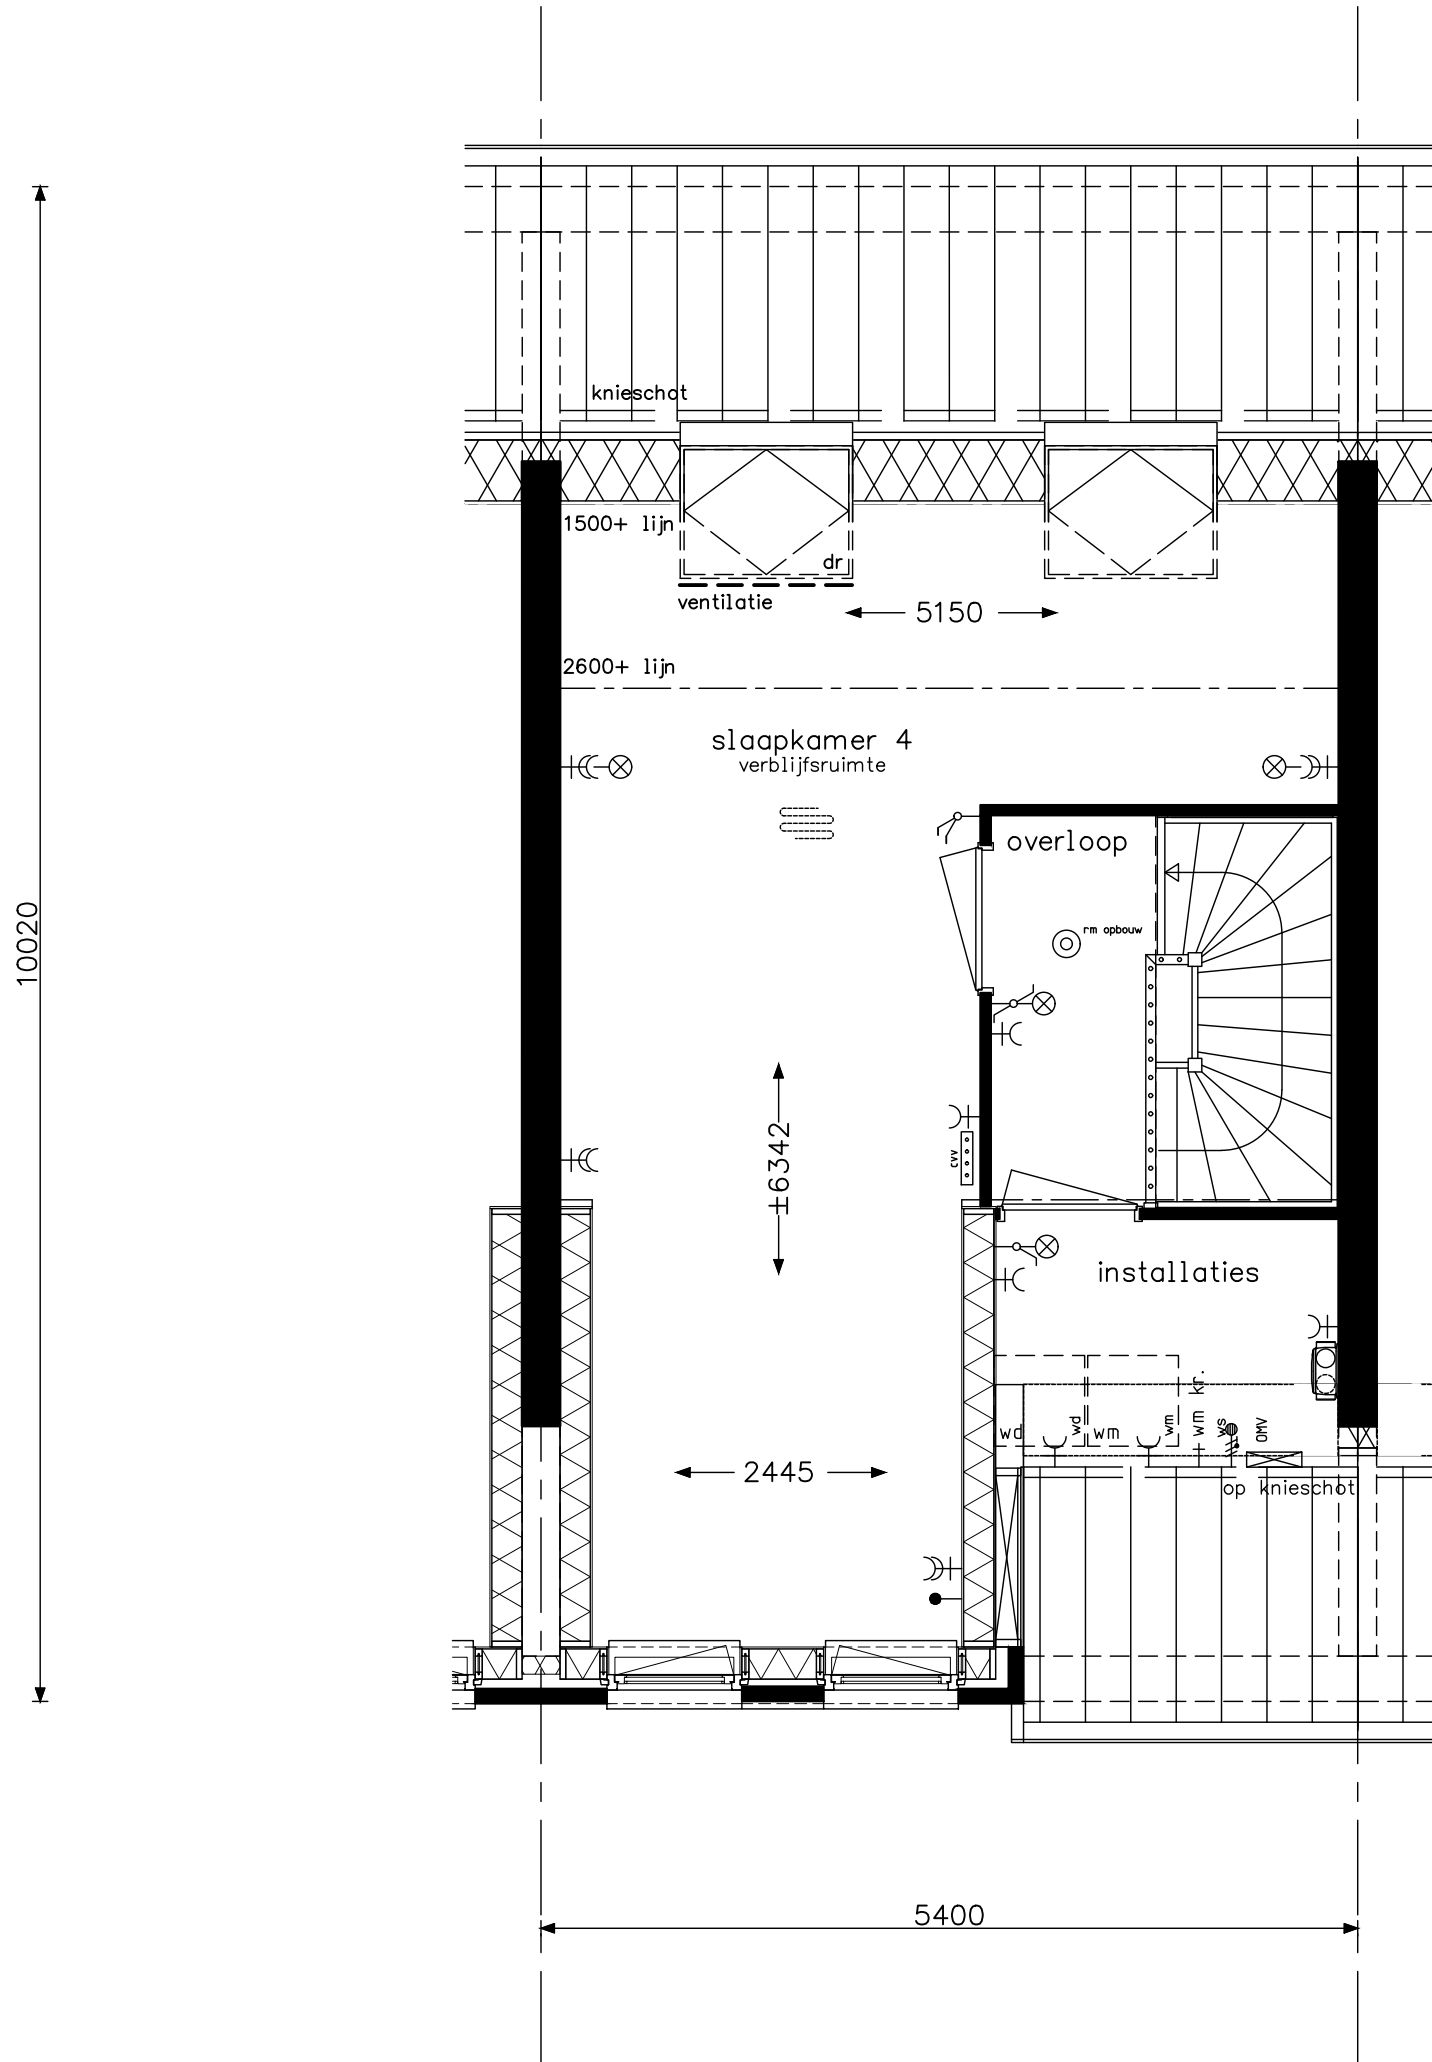 knieschot
1500+ lijn
dr
ventilatie
5150
2600+ lijn
slaapkamer 4
verblijfsruimte
overloop
rm opbouw
10020
±6342
cvv
installaties
wd
wd
wm
wm
+ wm kr.
ws
OMV
2445
op knieschot
5400